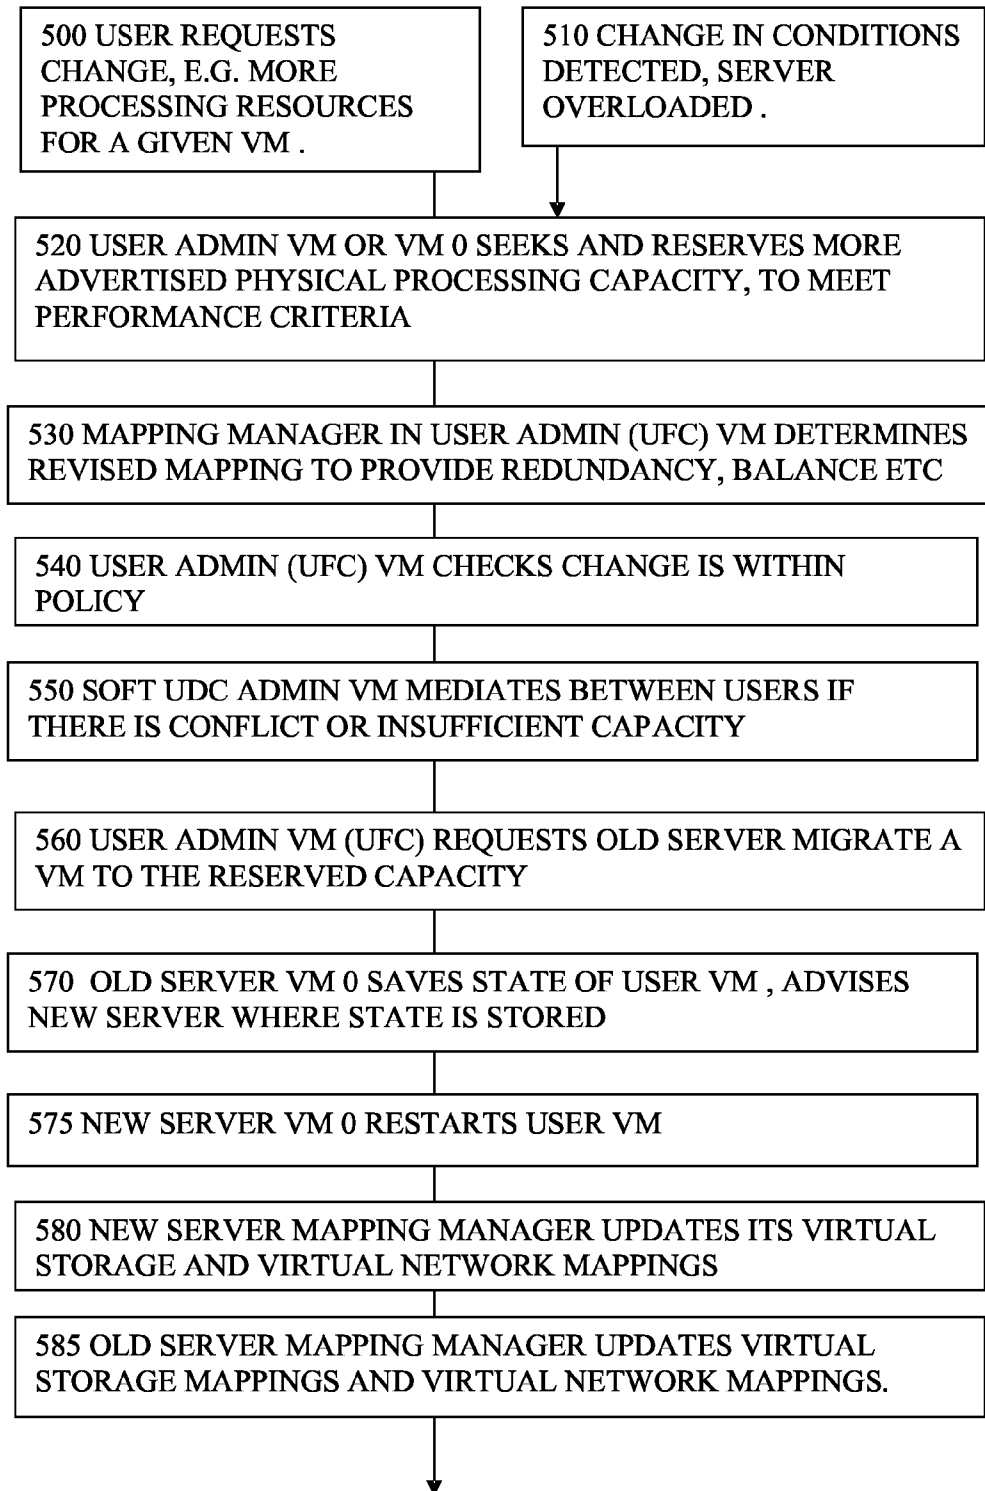 500 USER REQUESTS
CHANGE, E.G. MORE
PROCESSING RESOURCES
FOR A GIVEN VM .
510 CHANGE IN CONDITIONS
DETECTED, SERVER
OVERLOADED .
520 USER ADMIN VM OR VM 0 SEEKS AND RESERVES MORE
ADVERTISED PHYSICAL PROCESSING CAPACITY, TO MEET
PERFORMANCE CRITERIA
530 MAPPING MANAGER IN USER ADMIN (UFC) VM DETERMINES
REVISED MAPPING TO PROVIDE REDUNDANCY, BALANCE ETC
540 USER ADMIN (UFC) VM CHECKS CHANGE IS WITHIN
POLICY
550 SOFT UDC ADMIN VM MEDIATES BETWEEN USERS IF
THERE IS CONFLICT OR INSUFFICIENT CAPACITY
560 USER ADMIN VM (UFC) REQUESTS OLD SERVER MIGRATE A
VM TO THE RESERVED CAPACITY
570 OLD SERVER VM 0 SAVES STATE OF USER VM , ADVISES
NEW SERVER WHERE STATE IS STORED
575 NEW SERVER VM 0 RESTARTS USER VM
580 NEW SERVER MAPPING MANAGER UPDATES ITS VIRTUAL
STORAGE AND VIRTUAL NETWORK MAPPINGS
585 OLD SERVER MAPPING MANAGER UPDATES VIRTUAL
STORAGE MAPPINGS AND VIRTUAL NETWORK MAPPINGS.